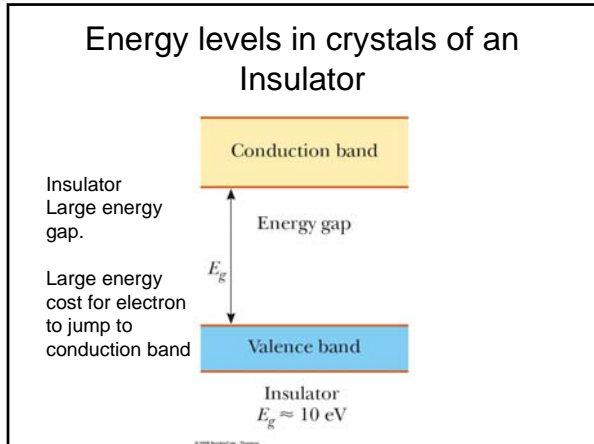 Energy levels in crystals of an
Insulator
Insulator
Large energy
gap.
Large energy
cost for electron
to jump to
conduction band
Conduction band
Energy gap
E_g
Valence band
Insulator
E_g ≈ 10 eV